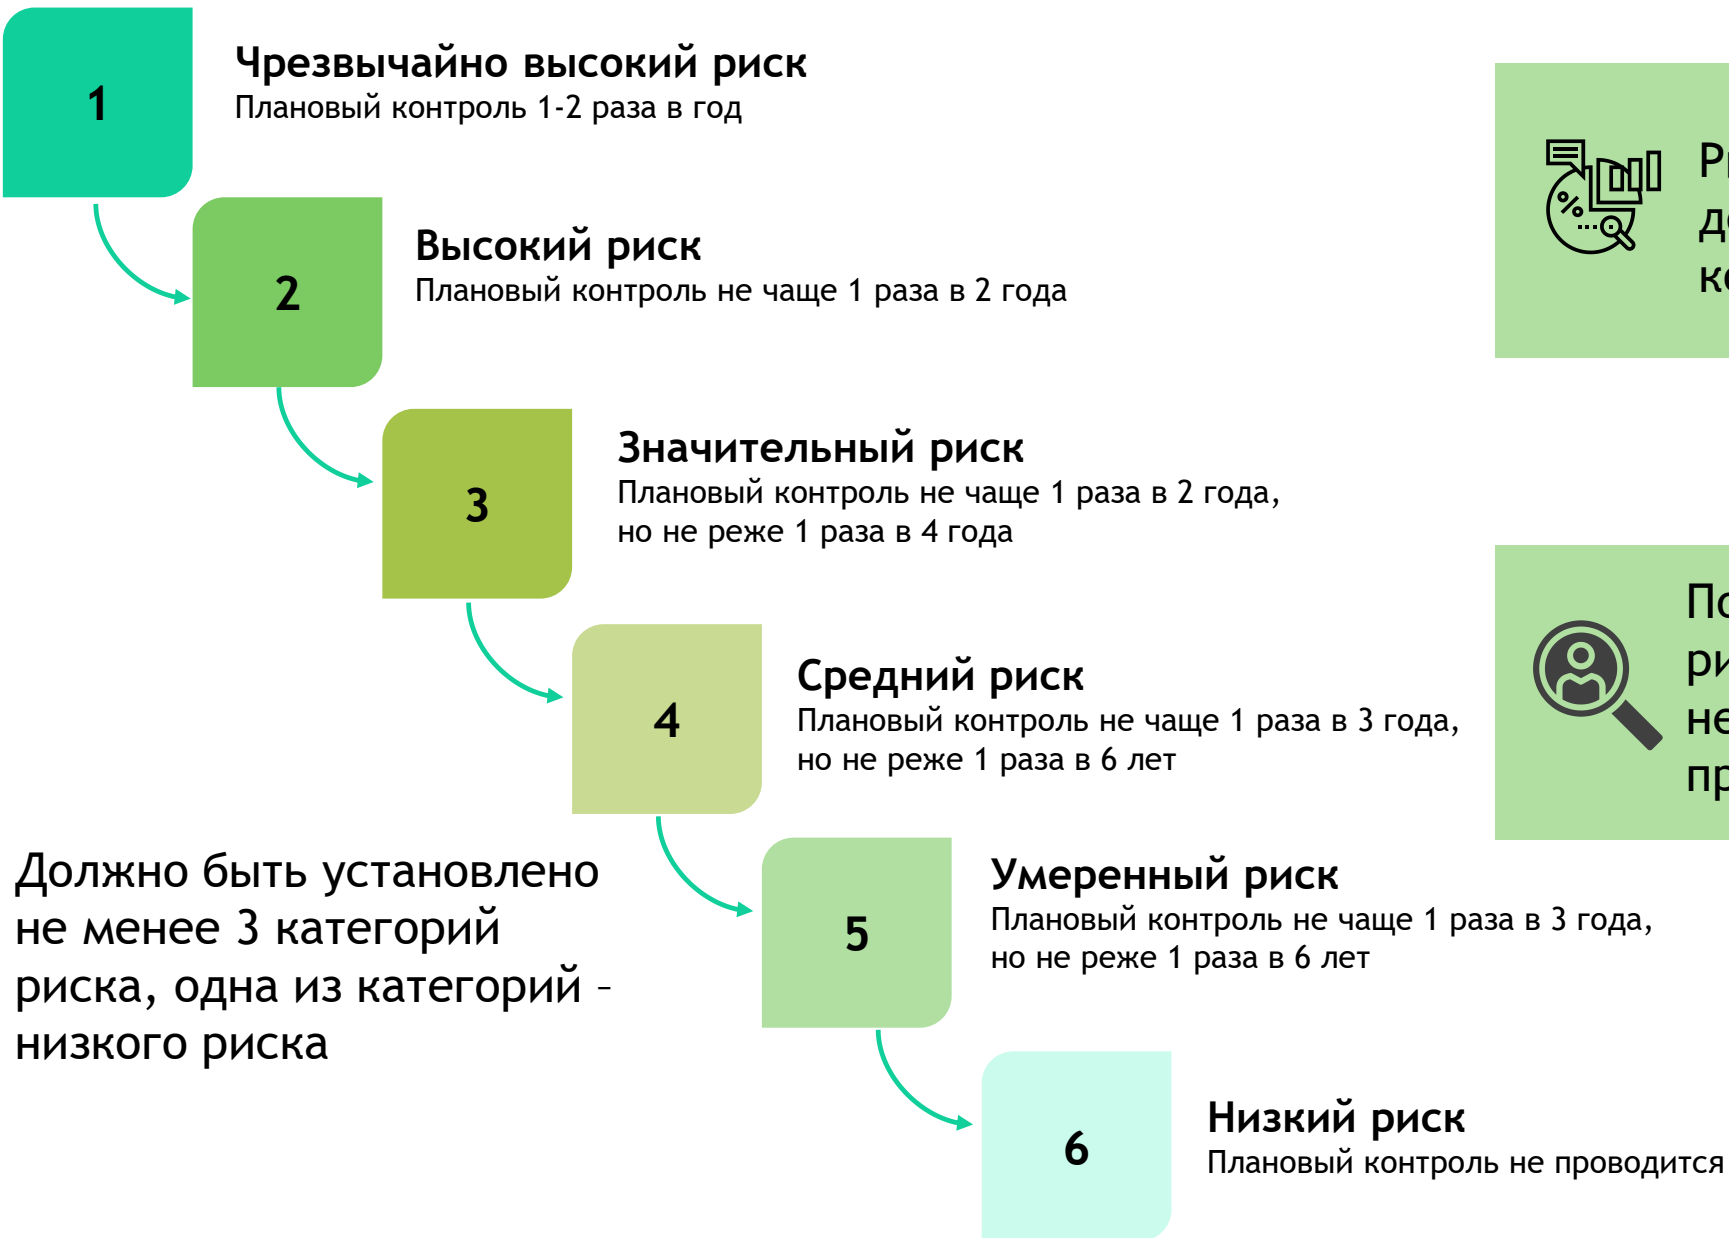 1
Чрезвычайно высокий риск
Плановый контроль 1-2 раза в год
2
Высокий риск
Плановый контроль не чаще 1 раза в 2 года
3
Значительный риск
Плановый контроль не чаще 1 раза в 2 года,
но не реже 1 раза в 4 года
4
Средний риск
Плановый контроль не чаще 1 раза в 3 года,
но не реже 1 раза в 6 лет
5
Умеренный риск
Плановый контроль не чаще 1 раза в 3 года,
но не реже 1 раза в 6 лет
6
Низкий риск
Плановый контроль не проводится
Должно быть установлено
не менее 3 категорий
риска, одна из категорий –
низкого риска
%